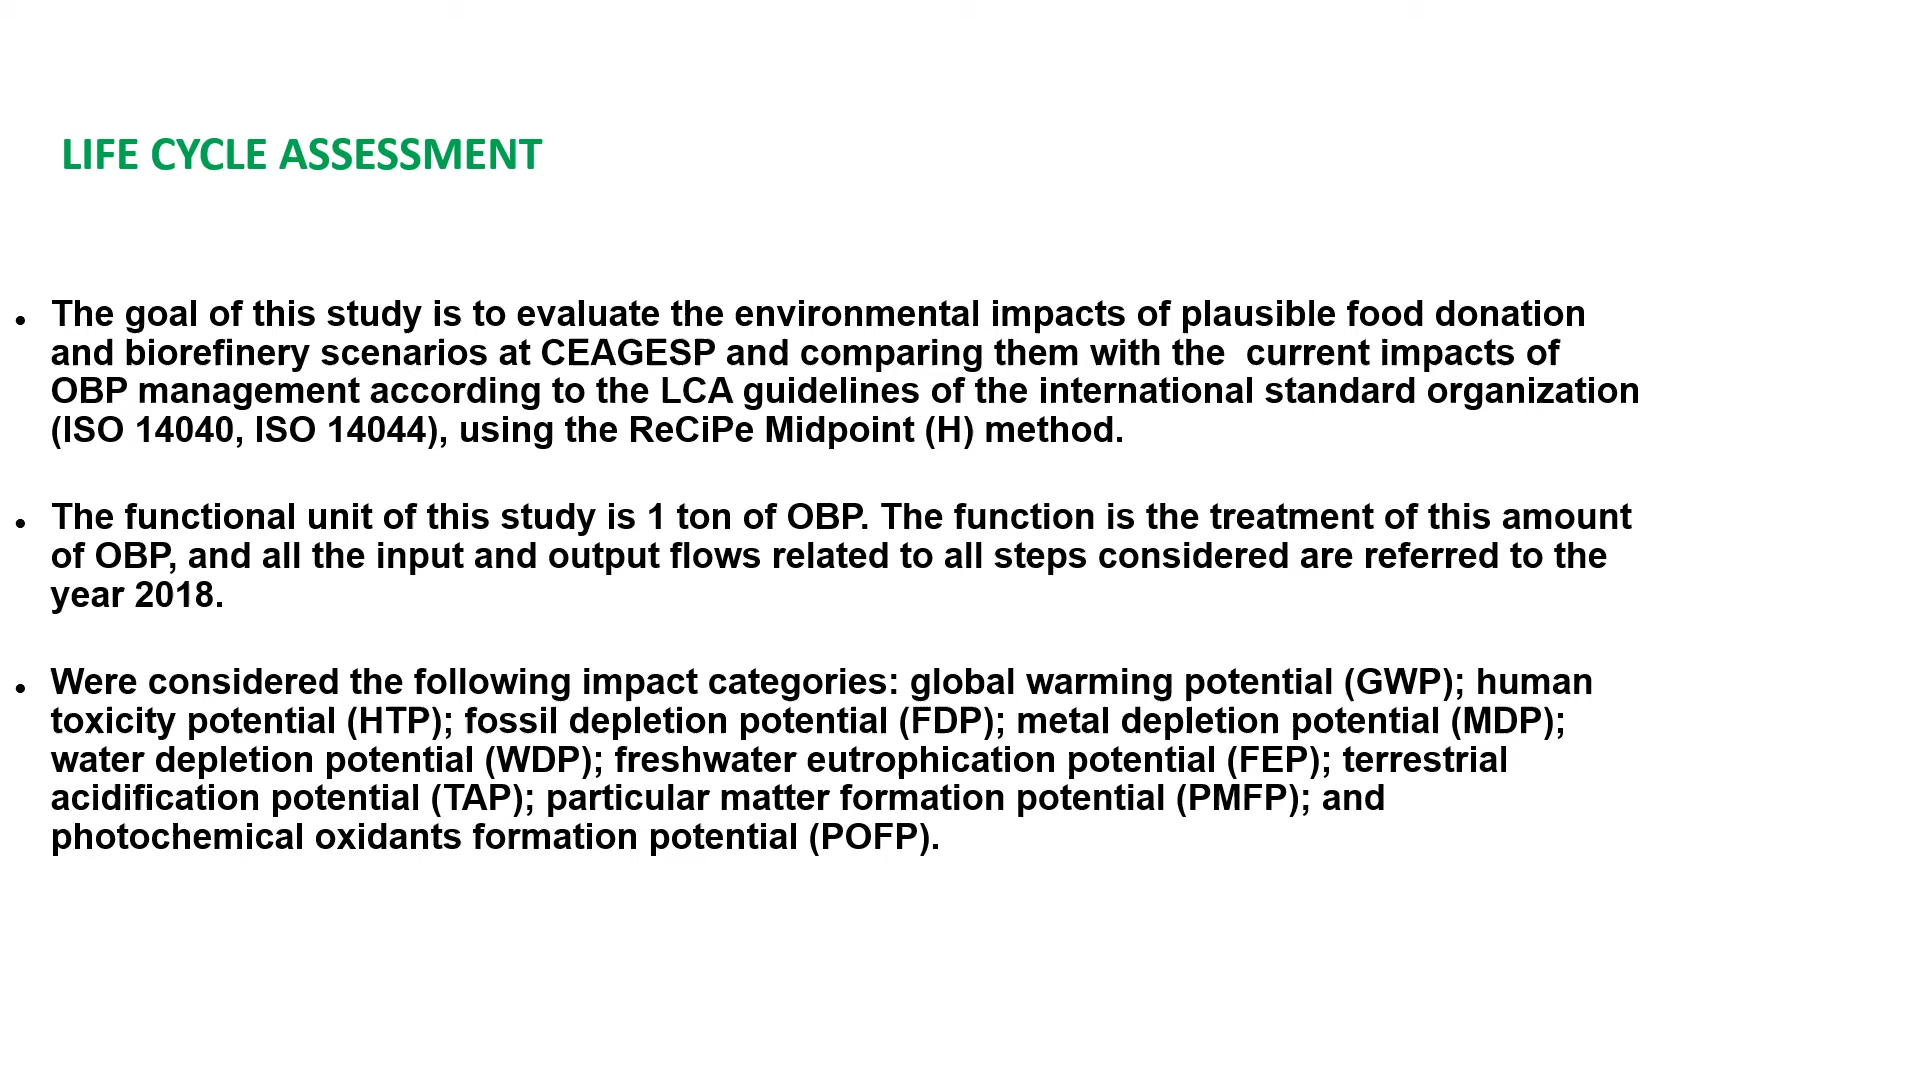 LIFE CYCLE ASSESSMENT
• The goal of this study is to evaluate the environmental impacts of plausible food donation
and biorefinery scenarios at CEAGESP and comparing them with the  current impacts of
OBP management according to the LCA guidelines of the international standard organization
(ISO 14040, ISO 14044), using the ReCiPe Midpoint (H) method.
• The functional unit of this study is 1 ton of OBP. The function is the treatment of this amount
of OBP, and all the input and output flows related to all steps considered are referred to the
year 2018.
• Were considered the following impact categories: global warming potential (GWP); human
toxicity potential (HTP); fossil depletion potential (FDP); metal depletion potential (MDP);
water depletion potential (WDP); freshwater eutrophication potential (FEP); terrestrial
acidification potential (TAP); particular matter formation potential (PMFP); and
photochemical oxidants formation potential (POFP).